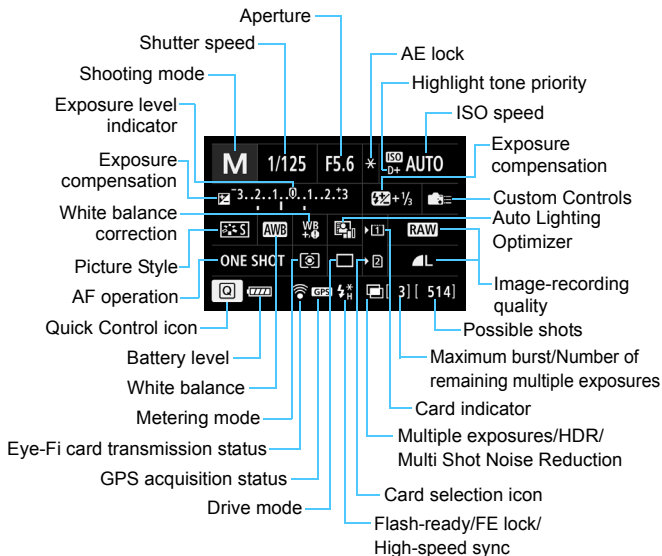 Aperture
Shutter speed
AE lock
Shooting mode
Highlight tone priority
Exposure level
indicator
ISO speed
Exposure
compensation
Exposure
compensation
White balance
correction
Custom Controls
Auto Lighting
Optimizer
Picture Style
AF operation
Image-recording
quality
Quick Control icon
Possible shots
Battery level
Maximum burst/Number of
remaining multiple exposures
White balance
Metering mode
Card indicator
Eye-Fi card transmission status
Multiple exposures/HDR/
Multi Shot Noise Reduction
GPS acquisition status
Drive mode
Card selection icon
Flash-ready/FE lock/
High-speed sync
M 1/125 F5.6 * ISO D+ AUTO
-3..2..1..0..1..2.+3 +1/3
S AWB WB +/- 1 RAW
ONE SHOT 2 L
Q GPS * H [ 3] [ 514]